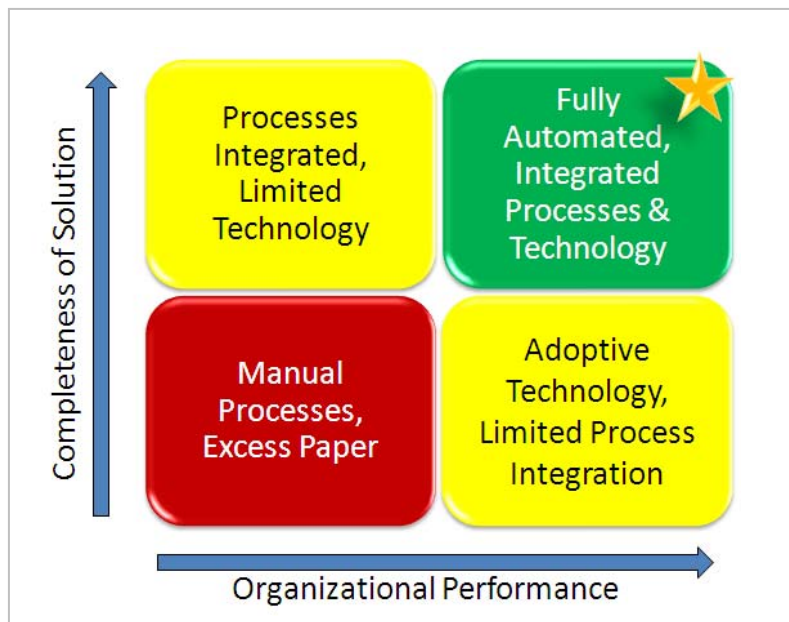 Completeness of Solution
Processes
Integrated,
Limited
Technology
Fully
Automated,
Integrated
Processes &
Technology
Manual
Processes,
Excess Paper
Adoptive
Technology,
Limited Process
Integration
Organizational Performance